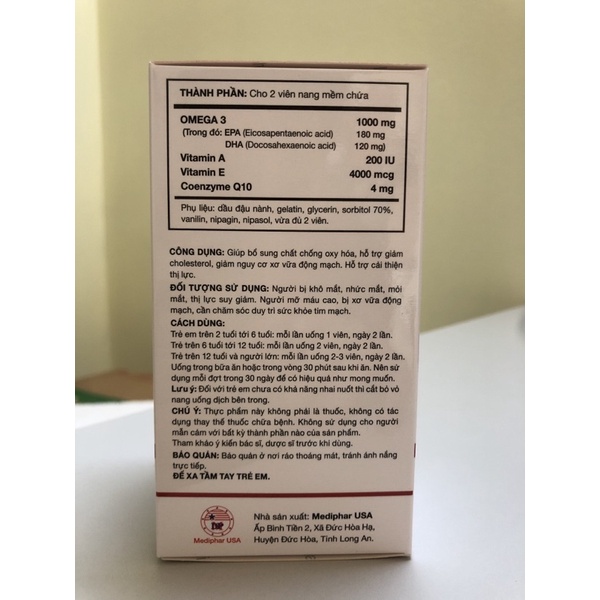 THÀNH PHẦN: Cho 2 viên nang mềm chứa
OMEGA 3 1000 mg
(Trong đó: EPA (Eicosapentaenoic acid) 180 mg
DHA (Docosahexaenoic acid) 120 mg)
Vitamin A 200 IU
Vitamin E 4000 mcg
Coenzyme Q10 4 mg
Phụ liệu: dầu đậu nành, gelatin, glycerin, sorbitol 70%,
vanilin, nipagin, nipasol, vừa đủ 2 viên.
CÔNG DỤNG: Giúp bổ sung chất chống oxy hóa, hỗ trợ giảm
cholesterol, giảm nguy cơ xơ vữa động mạch. Hỗ trợ cải thiện
thị lực.
ĐỐI TƯỢNG SỬ DỤNG: Người bị khô mắt, nhức mắt, mỏi
mắt, thị lực suy giảm. Người mỡ máu cao, bị xơ vữa động
mạch, cần chăm sóc duy trì sức khỏe tim mạch.
CÁCH DÙNG:
Trẻ em trên 2 tuổi tới 6 tuổi: mỗi lần uống 1 viên, ngày 2 lần.
Trẻ trên 6 tuổi tới 12 tuổi: mỗi lần uống 2 viên, ngày 2 lần.
Trẻ trên 12 tuổi và người lớn: mỗi lần uống 2-3 viên, ngày 2 lần.
Uống trong bữa ăn hoặc trong vòng 30 phút sau khi ăn. Nên sử
dụng mỗi đợt trong 30 ngày để có hiệu quả như mong muốn.
Lưu ý: Đối với trẻ em chưa có khả năng nhai nuốt thì cắt bỏ vỏ
nang uống dịch bên trong.
CHÚ Ý: Thực phẩm này không phải là thuốc, không có tác
dụng thay thế thuốc chữa bệnh. Không sử dụng cho người
mẫn cảm với bất kỳ thành phần nào của sản phẩm.
Tham khảo ý kiến bác sĩ, dược sĩ trước khi dùng.
BẢO QUẢN: Bảo quản ở nơi ráo thoáng mát, tránh ánh nắng
trực tiếp.
ĐỂ XA TẦM TAY TRẺ EM.
Nhà sản xuất: Mediphar USA
Ấp Bình Tiền 2, Xã Đức Hòa Hạ,
Huyện Đức Hòa, Tỉnh Long An.
Mediphar USA